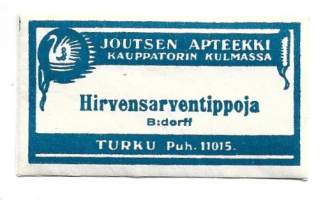 JOUTSEN APTEEKKI
KAUPPATORIN KULMASSA
Hirvensarventippoja
B:dorff
TURKU Puh. 11015.